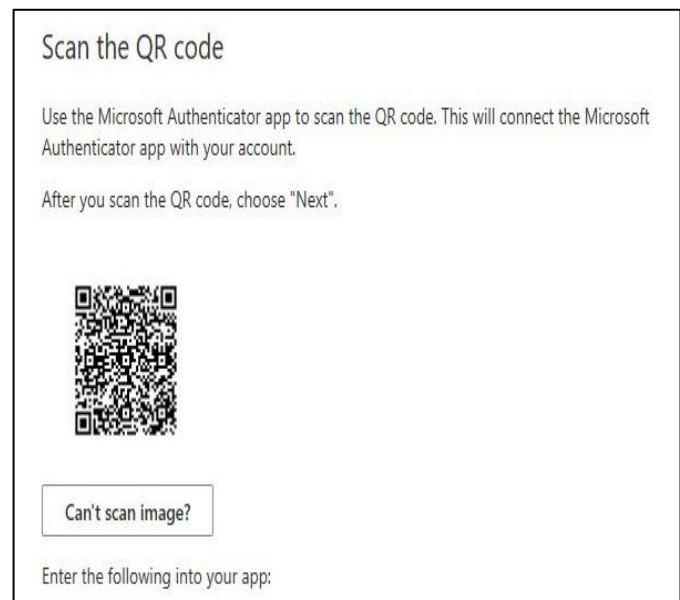 Scan the QR code
Use the Microsoft Authenticator app to scan the QR code. This will connect the Microsoft
Authenticator app with your account.
After you scan the QR code, choose "Next".
Can't scan image?
Enter the following into your app: